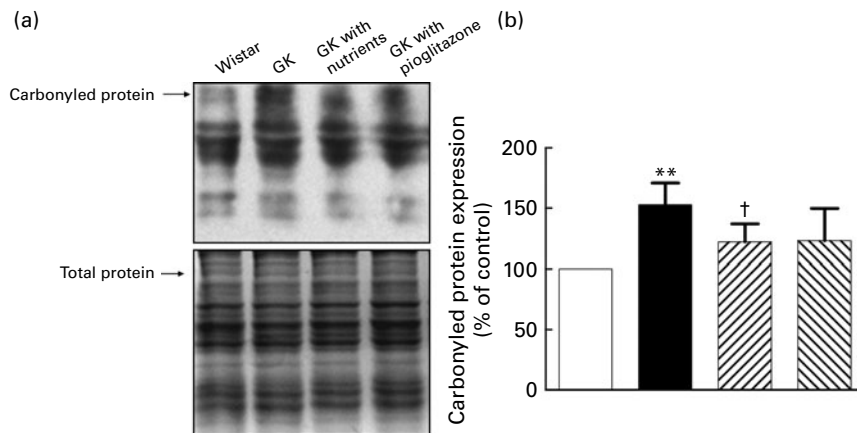 (a)
Wistar
GK
GK with
nutrients
GK with
pioglitazone
Carbonyled protein
Total protein
(b)
Carbonyled protein expression
(% of control)
200
150
100
50
0
**
†